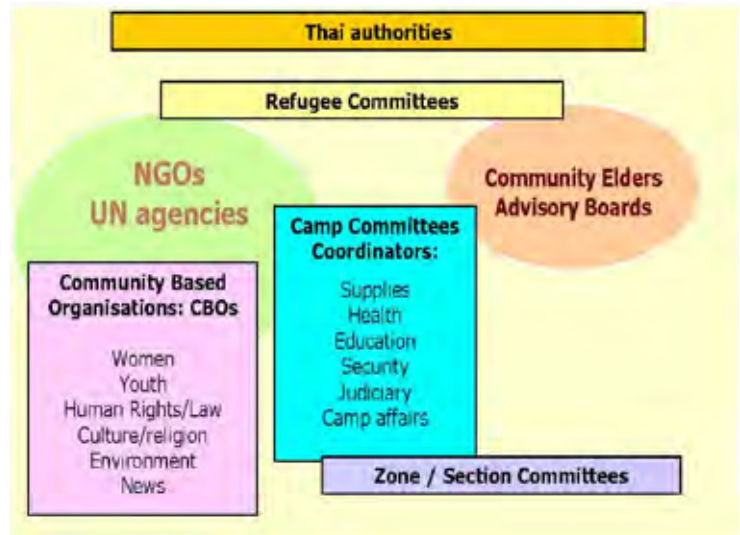 Thai authorities
Refugee Committees
NGOs
UN agencies
Community Elders
Advisory Boards
Camp Committees
Coordinators:
Supplies
Health
Education
Security
Judiciary
Camp affairs
Community Based
Organisations: CBOs
Women
Youth
Human Rights/Law
Culture/religion
Environment
News
Zone / Section Committees